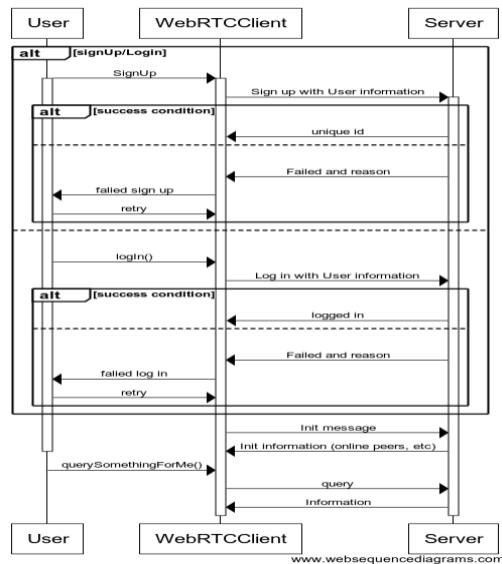 User WebRTCClient Server
alt [signUp/Login]
SignUp
Sign up with User information
alt [success condition]
unique id
Failed and reason
falied sign up
retry
logIn()
Log in with User information
alt [success condition]
logged in
Failed and reason
falied log in
retry
Init message
Init information (online peers, etc)
querySomethingForMe()
query
Information
User WebRTCClient Server
www.websequencediagrams.com